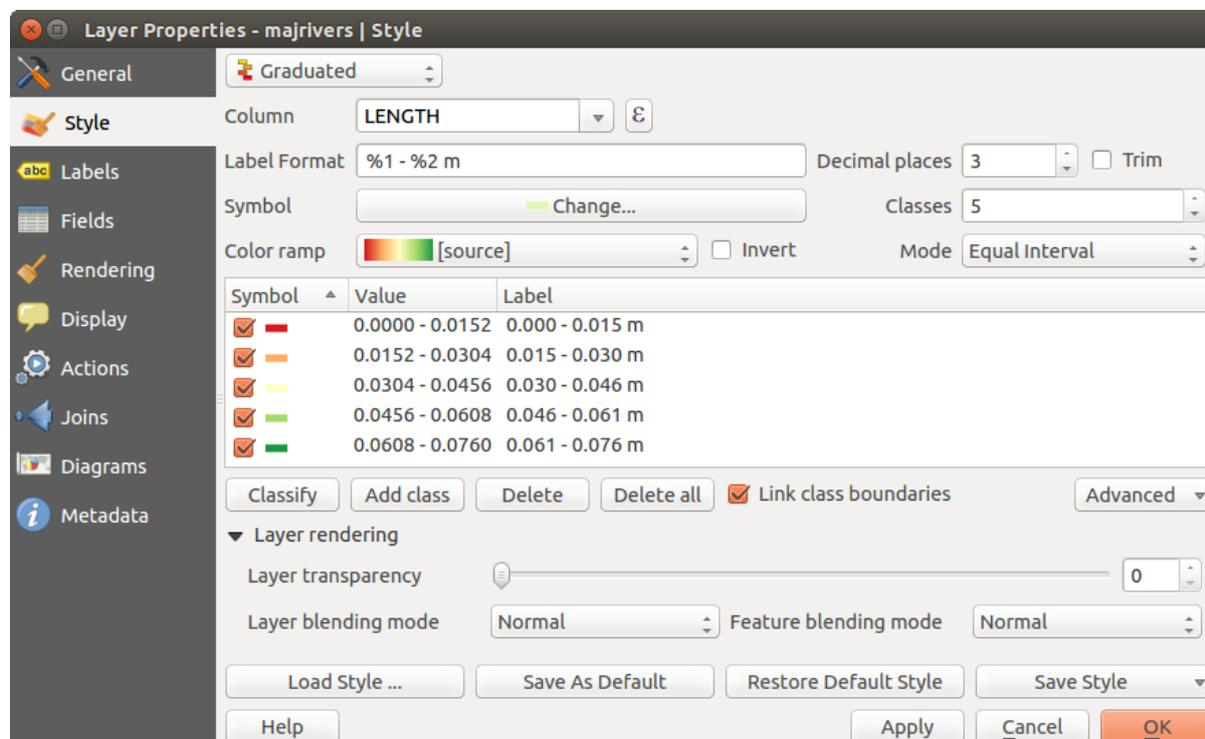 Layer Properties - majrivers | Style
General
Style
abc Labels
Fields
Rendering
Display
Actions
Joins
Diagrams
Metadata
Graduated
Column LENGTH ε
Label Format %1 - %2 m Decimal places 3 Trim
Symbol Change... Classes 5
Color ramp [source] Invert Mode Equal Interval
Symbol Value Label
0.0000 - 0.0152 0.000 - 0.015 m
0.0152 - 0.0304 0.015 - 0.030 m
0.0304 - 0.0456 0.030 - 0.046 m
0.0456 - 0.0608 0.046 - 0.061 m
0.0608 - 0.0760 0.061 - 0.076 m
Classify Add class Delete Delete all Link class boundaries Advanced
Layer rendering
Layer transparency 0
Layer blending mode Normal Feature blending mode Normal
Load Style ... Save As Default Restore Default Style Save Style
Help Apply Cancel OK